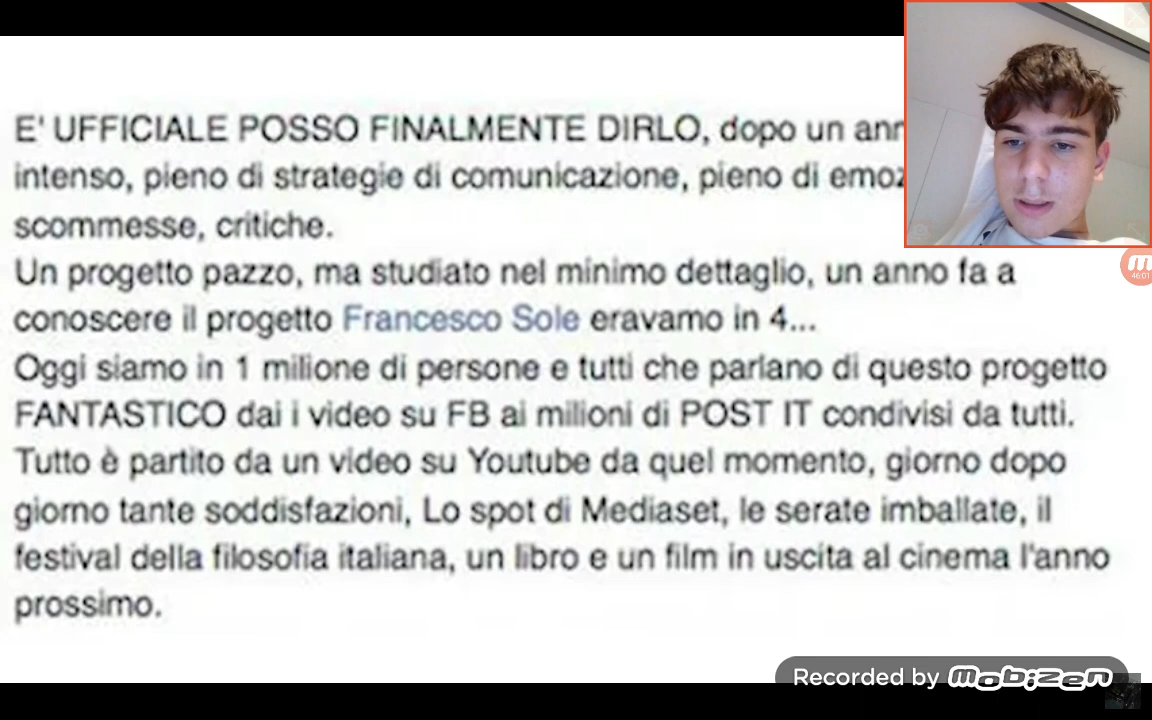 E' UFFICIALE POSSO FINALMENTE DIRLO, dopo un
intenso, pieno di strategie di comunicazione, pieno di
scommesse, critiche.
Un progetto pazzo, ma studiato nel minimo dettaglio, un anno fa a
conoscere il progetto Francesco Sole eravamo in 4...
Oggi siamo in 1 milione di persone e tutti che parlano di questo progetto
FANTASTICO dai i video su FB ai milioni di POST IT condivisi da tutti.
Tutto è partito da un video su Youtube da quel momento, giorno dopo
giorno tante soddisfazioni, Lo spot di Mediaset, le serate imballate, il
festival della filosofia italiana, un libro e un film in uscita al cinema l'anno
prossimo.
46:01
Recorded by mobizen